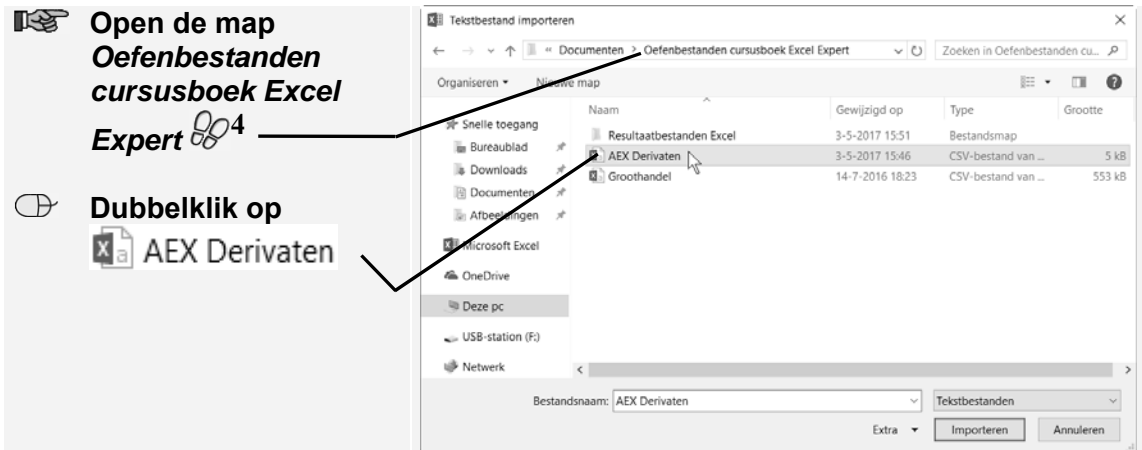 Open de map
Oefenbestanden
cursusboek Excel
Expert 4
Dubbelklik op
AEX Derivaten
Tekstbestand importeren
« Documenten > Oefenbestanden cursusboek Excel Expert
Zoeken in Oefenbestanden cu...
Organiseren Nieuwe map
Naam Gewijzigd op Type Grootte
Snelle toegang
Bureaublad
Downloads
Documenten
Afbeeldingen
Microsoft Excel
OneDrive
Deze pc
USB-station (F:)
Netwerk
Resultaatbestanden Excel 3-5-2017 15:51 Bestandsmap
AEX Derivaten 3-5-2017 15:46 CSV-bestand van ... 5 kB
Groothandel 14-7-2016 18:23 CSV-bestand van ... 553 kB
Bestandsnaam: AEX Derivaten
Tekstbestanden
Extra Importeren Annuleren